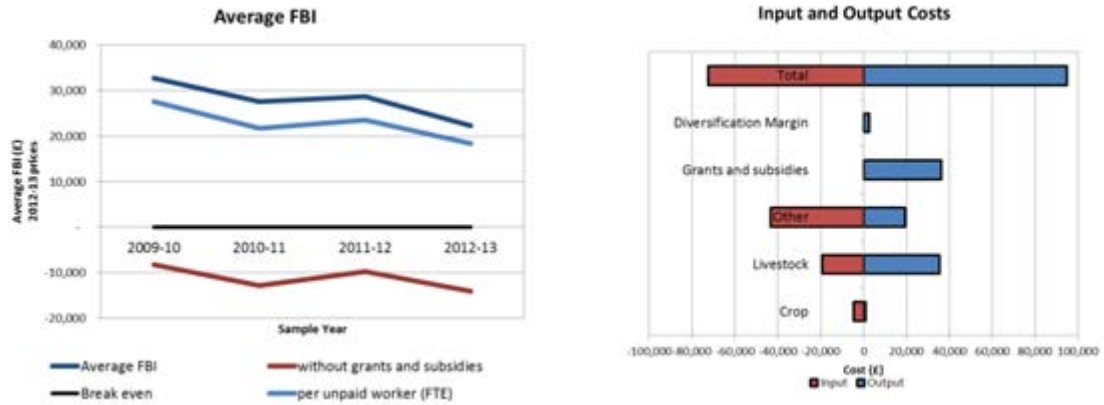 Average FBI
40,000
30,000
20,000
10,000
-
-10,000
-20,000
Average FBI (£)
2012-13 prices
2009-10 2010-11 2011-12 2012-13
Sample Year
Average FBI
without grants and subsidies
Break even
per unpaid worker (FTE)
Input and Output Costs
Total
Diversification Margin
Grants and subsidies
Other
Livestock
Crop
-100,000 -80,000 -60,000 -40,000 -20,000 0 20,000 40,000 60,000 80,000 100,000
Cost (£)
Input Output